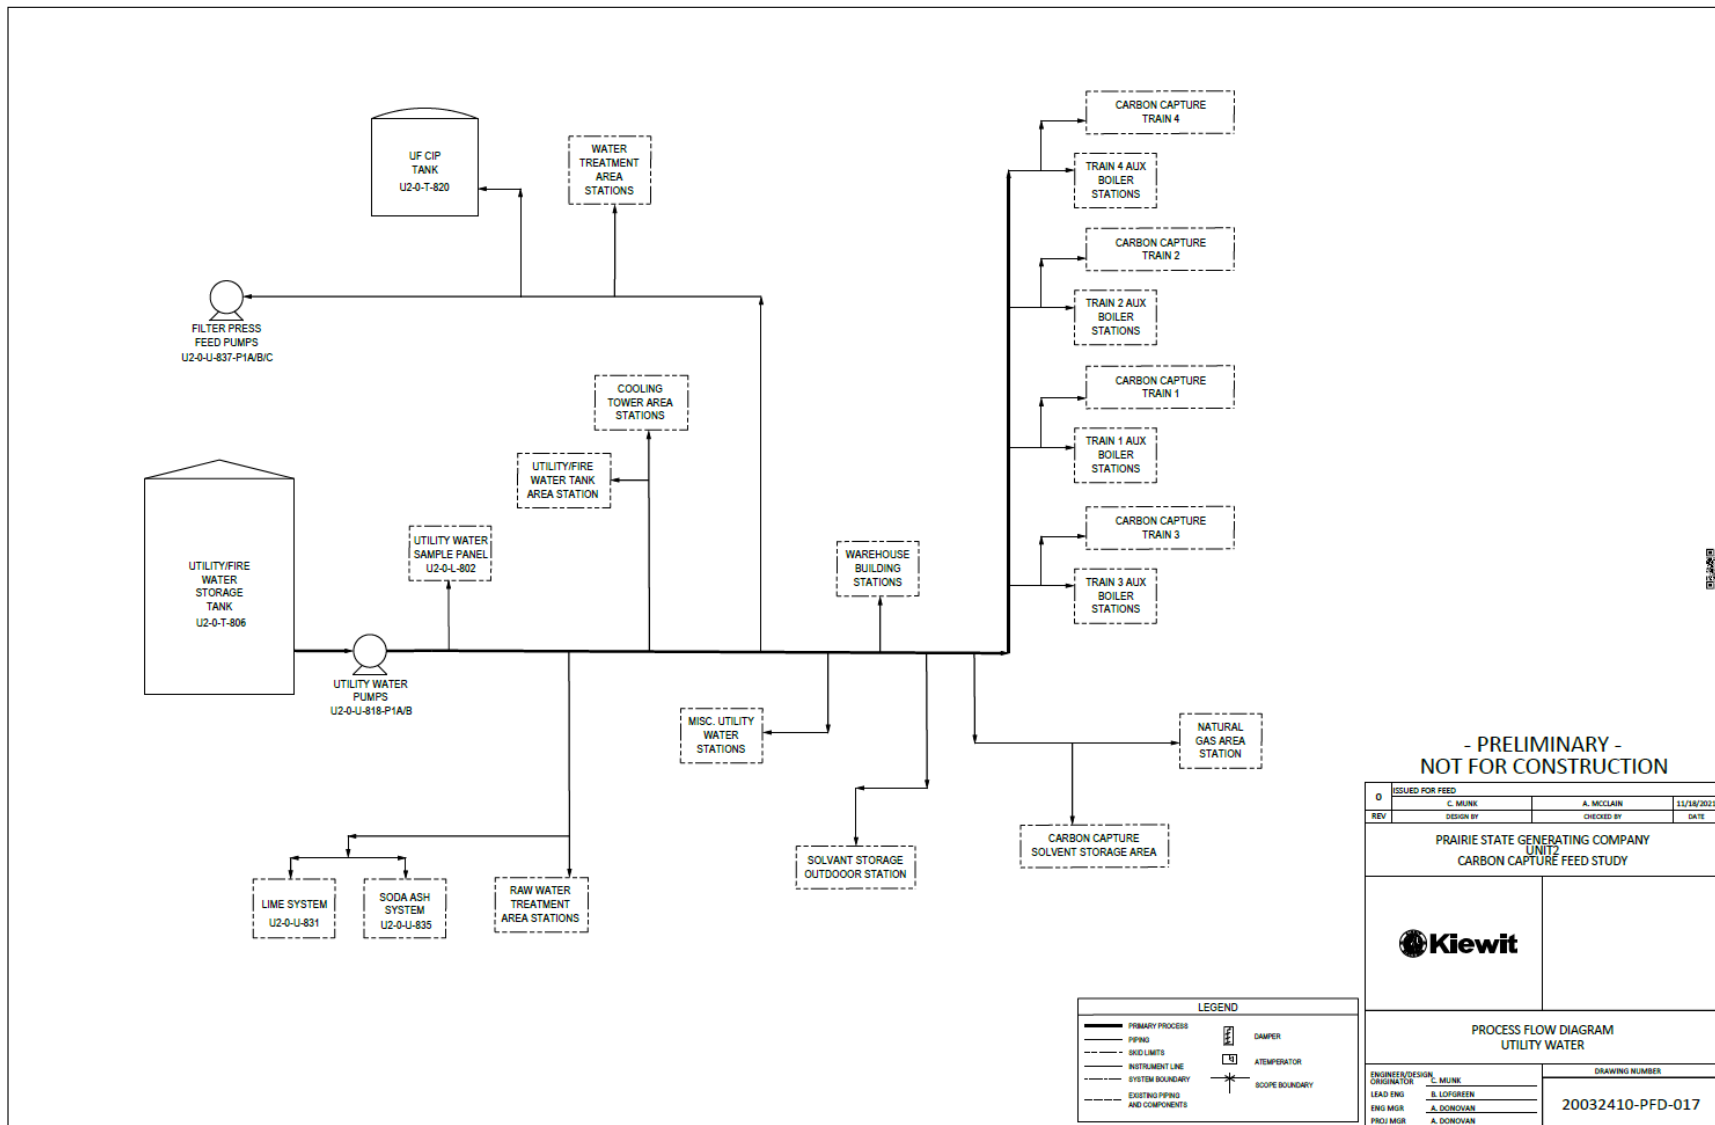 UF CIP
TANK
U2-0-T-820
WATER
TREATMENT
AREA
STATIONS
CARBON CAPTURE
TRAIN 4
TRAIN 4 AUX
BOILER
STATIONS
CARBON CAPTURE
TRAIN 2
TRAIN 2 AUX
BOILER
STATIONS
FILTER PRESS
FEED PUMPS
U2-0-U-837-P1A/B/C
COOLING
TOWER AREA
STATIONS
CARBON CAPTURE
TRAIN 1
TRAIN 1 AUX
BOILER
STATIONS
UTILITY/FIRE
WATER TANK
AREA STATION
CARBON CAPTURE
TRAIN 3
TRAIN 3 AUX
BOILER
STATIONS
UTILITY WATER
SAMPLE PANEL
U2-0-L-802
WAREHOUSE
BUILDING
STATIONS
UTILITY/FIRE
WATER
STORAGE
TANK
U2-0-T-806
UTILITY WATER
PUMPS
U2-0-U-818-P1A/B
MISC. UTILITY
WATER
STATIONS
NATURAL
GAS AREA
STATION
CARBON CAPTURE
SOLVENT STORAGE AREA
SOLVANT STORAGE
OUTDOOOR STATION
LIME SYSTEM
U2-0-U-831
SODA ASH
SYSTEM
U2-0-U-835
RAW WATER
TREATMENT
AREA STATIONS
- PRELIMINARY -
NOT FOR CONSTRUCTION
0 ISSUED FOR FEED
C. MUNK A. MCCLAIN 11/18/2021
REV DESIGN BY CHECKED BY DATE
PRAIRIE STATE GENERATING COMPANY
UNIT2
CARBON CAPTURE FEED STUDY
Kiewit
PROCESS FLOW DIAGRAM
UTILITY WATER
ENGINEER/DESIGN
ORIGINATOR C. MUNK
LEAD ENG B. LOFGREEN
ENG MGR A. DONOVAN
PROJ MGR A. DONOVAN
DRAWING NUMBER
20032410-PFD-017
LEGEND
PRIMARY PROCESS
PIPING
SKID LIMITS
INSTRUMENT LINE
SYSTEM BOUNDARY
EXISTING PIPING
AND COMPONENTS
DAMPER
ATEMPERATOR
SCOPE BOUNDARY